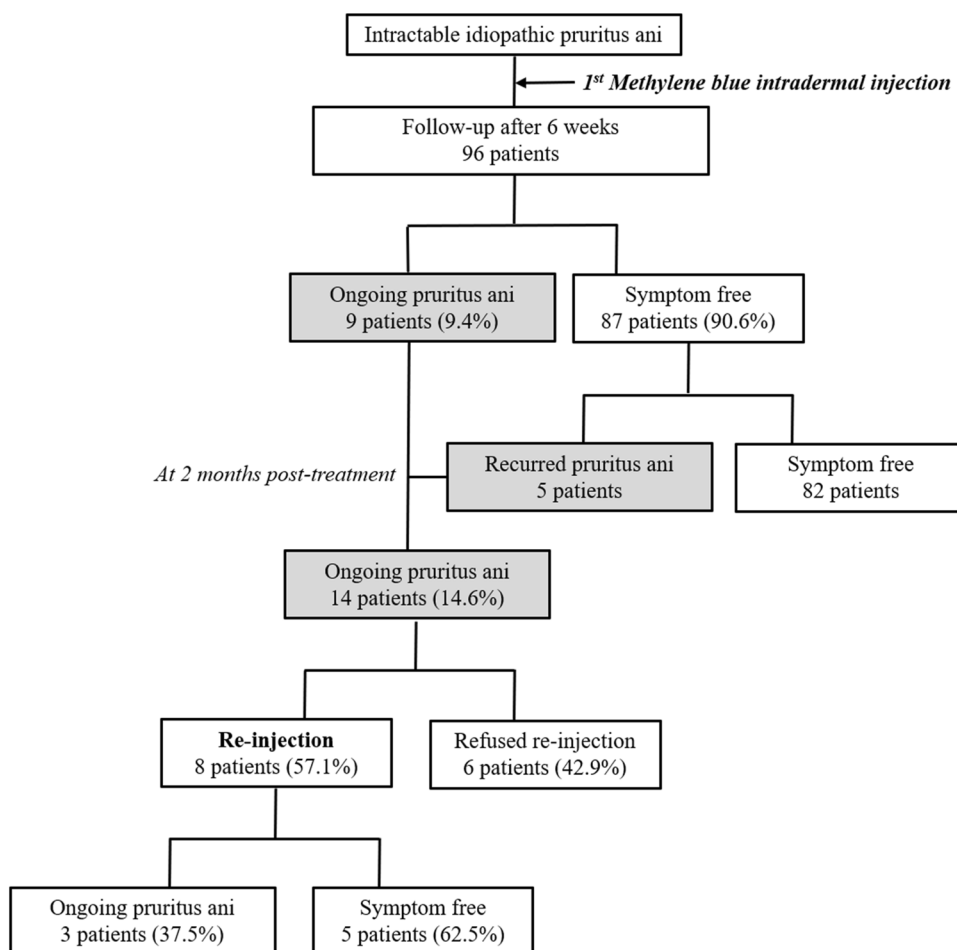 Intractable idiopathic pruritus ani
1st Methylene blue intradermal injection
Follow-up after 6 weeks
96 patients
Ongoing pruritus ani
9 patients (9.4%)
Symptom free
87 patients (90.6%)
At 2 months post-treatment
Recurred pruritus ani
5 patients
Symptom free
82 patients
Ongoing pruritus ani
14 patients (14.6%)
Re-injection
8 patients (57.1%)
Refused re-injection
6 patients (42.9%)
Ongoing pruritus ani
3 patients (37.5%)
Symptom free
5 patients (62.5%)